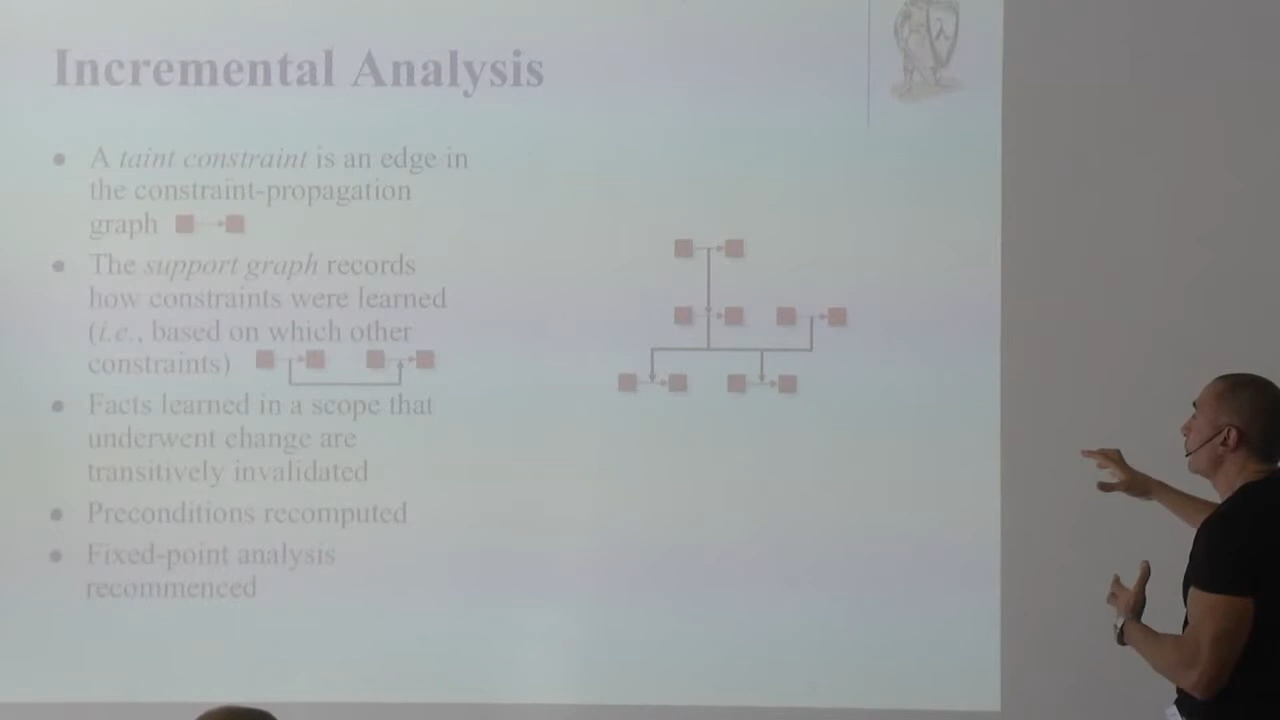 Incremental Analysis
● A taint constraint is an edge in
the constraint-propagation
graph
● The support graph records
how constraints were learned
(i.e., based on which other
constraints)
● Facts learned in a scope that
underwent change are
transitively invalidated
● Preconditions recomputed
● Fixed-point analysis
recommenced
λ